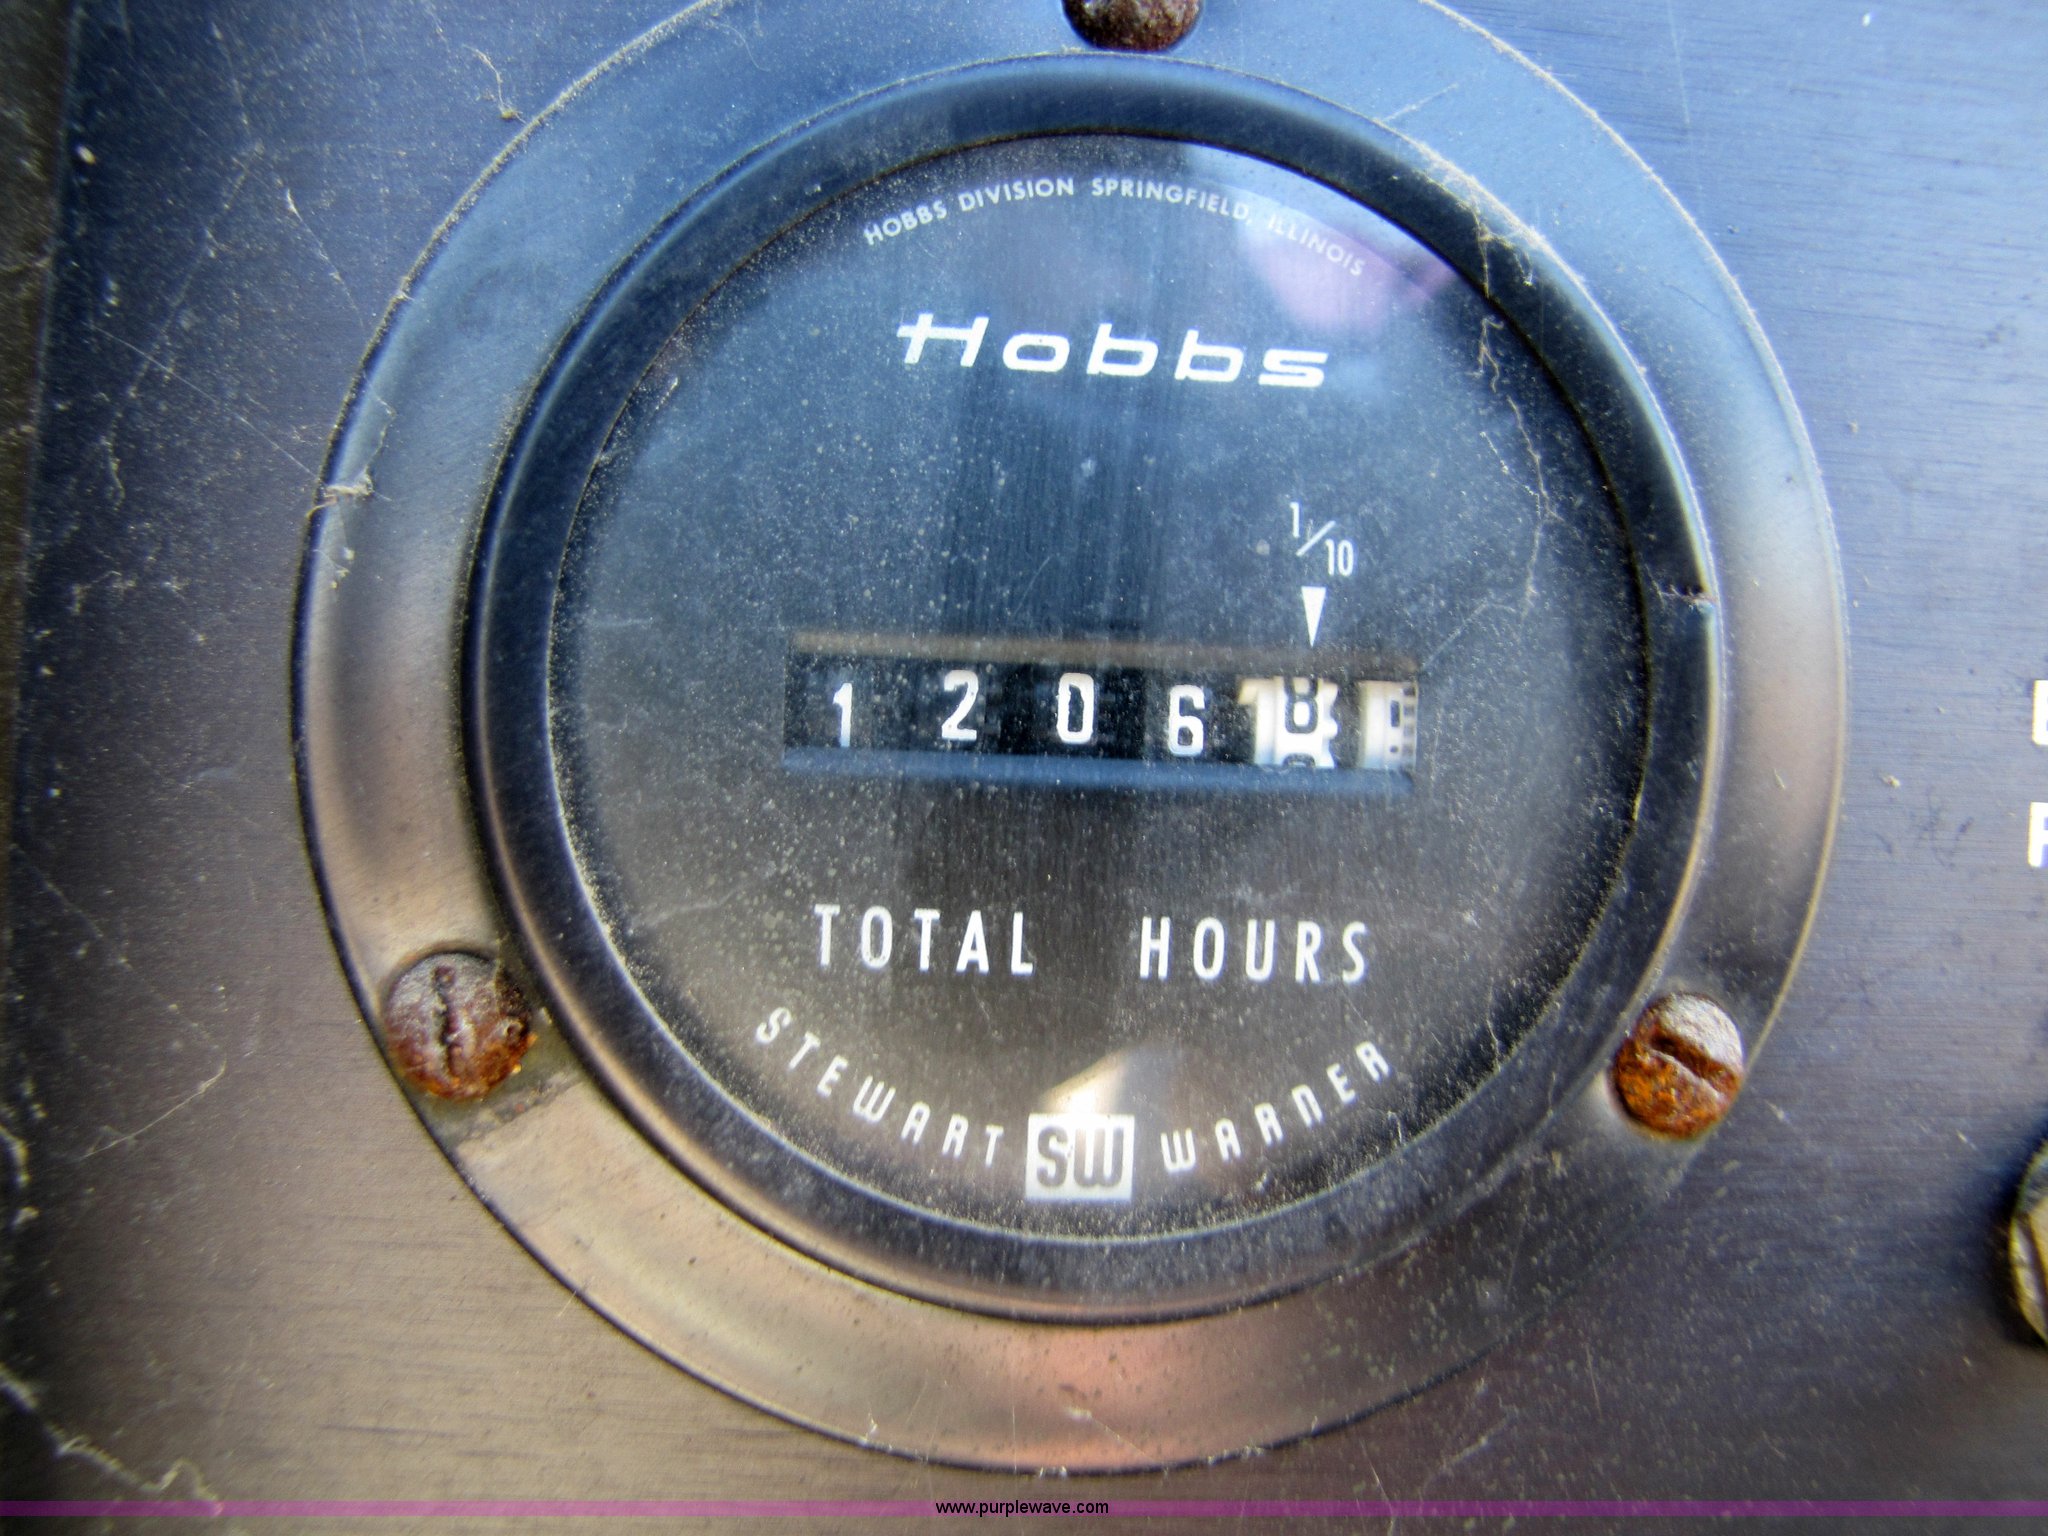 HOBBS DIVISION SPRINGFIELD, ILLINOIS
Hobbs
1/10
1 2 0 6 8
TOTAL HOURS
STEWART SW WARNER
www.purplewave.com